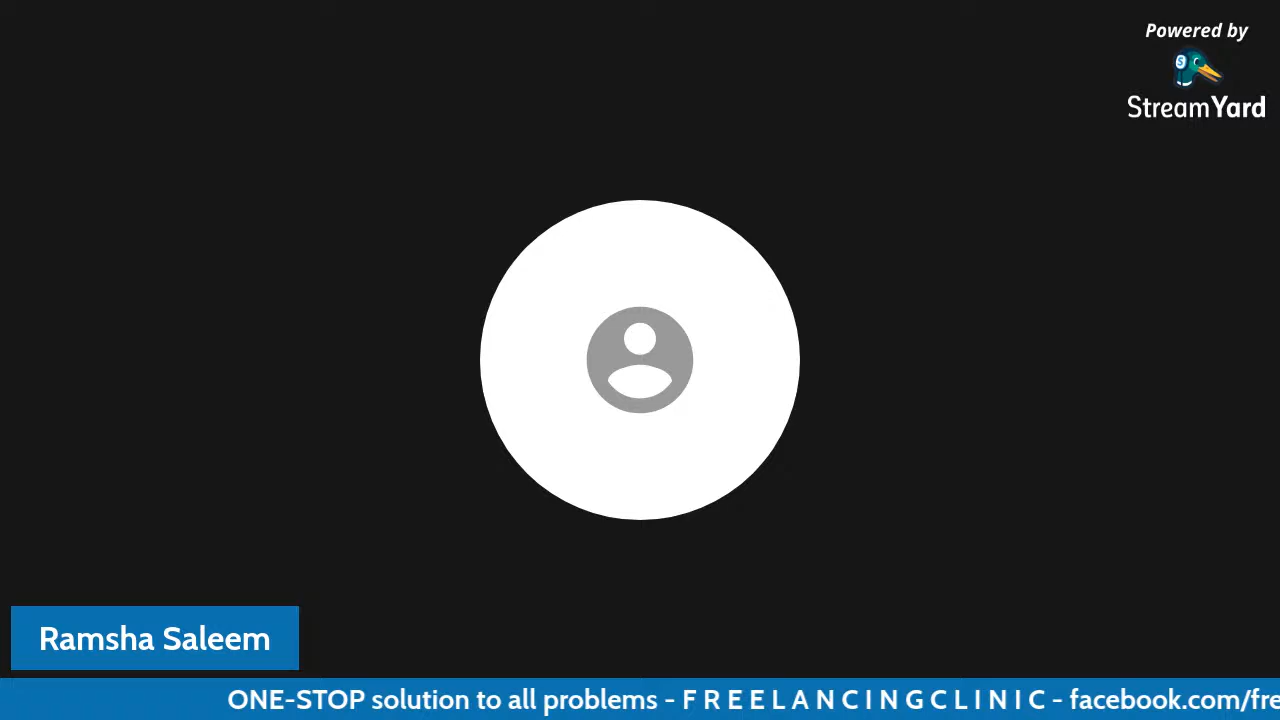 Powered by
S
StreamYard
Ramsha Saleem
ONE-STOP solution to all problems - F R E E L A N C I N G C L I N I C - facebook.com/fre